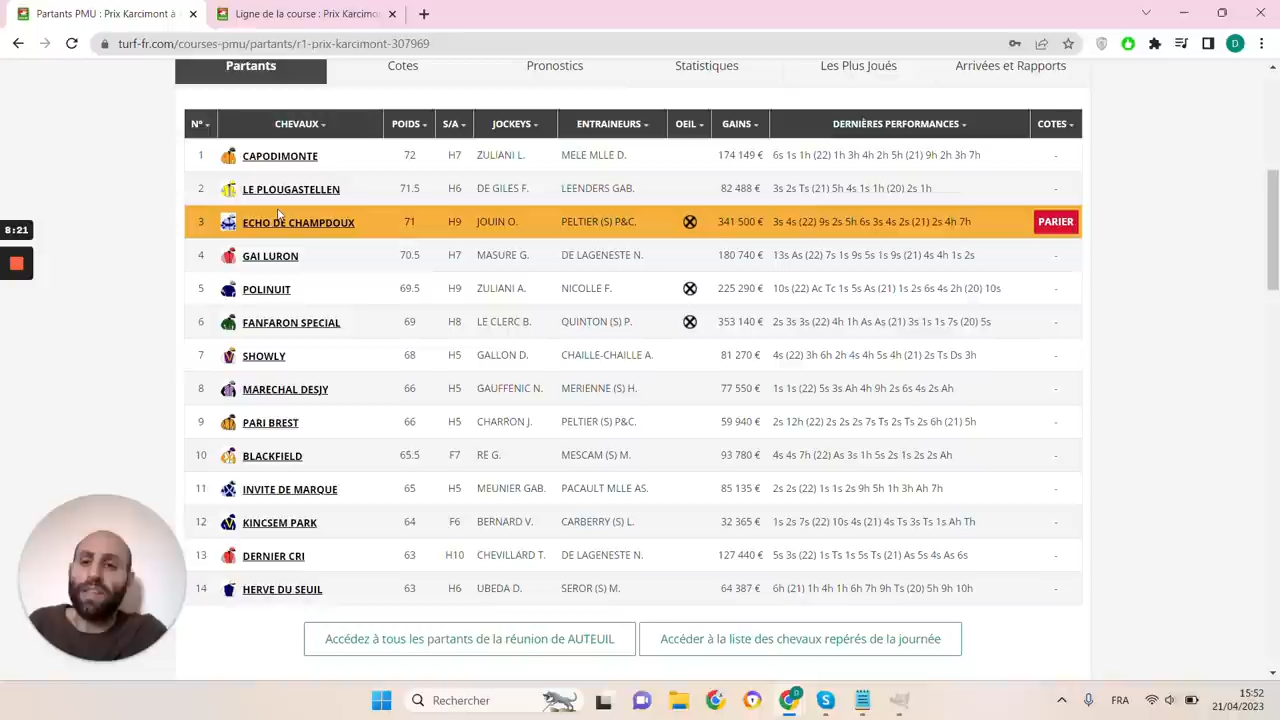 Partants PMU : Prix Karcimont à
Ligne du Prix Karcimont :
turf-fr.com/courses-pmu/partants/r1-prix-karcimont-307960
Partants Cotes Pronostics Statistiques Les Plus Joués Arrivées et Rapports
N° CHEVAUX POIDS S/A JOCKEYS ENTRAINEURS OEIL GAINS DERNIÈRES PERFORMANCES COTES
1 CAPODIMONTE 72 H7 ZULIANI L. MELE MLLE D. 174 149 € 6s 1s 1h (22) 1h 3h 4h 2h 5h (21) 9h 2h 3h 7h -
2 LE PLOUGASTELLEN 71.5 H6 DE GILES F. LEENDERS GAB. 82 488 € 3s 2s Ts (21) 5h 4s 1s 1h (20) 2s 1h -
3 ECHO DE CHAMPDOUX 71 H9 JOUIN O. PELTIER (S) P&C. 341 500 € 3s 4s (22) 9s 2s 5h 6s 3s 4s 2s (21) 2s 4h 7h PARIER
4 GAI LURON 70.5 H7 MASURE G. DE LAGENESTE N. 180 740 € 13s As (22) 7s 1s 9s 5s 1s 9s (21) 4s 4h 1s 2s -
5 POLINUIT 69.5 H9 ZULIANI A. NICOLLE F. 225 290 € 10s (22) Ac Tc 1s 5s As (21) 1s 2s 6s 4s 2h (20) 10s -
6 FANFARON SPECIAL 69 H8 LE CLERC B. QUINTON (S) P. 353 140 € 2s 3s 3s (22) 4h 1h As As (21) 3s 1s 1s 7s (20) 5s -
7 SHOWLY 68 H5 GALLON D. CHAILLE-CHAILLE A. 81 270 € 4s (22) 3h 6h 2h 4s 4h 5s 4h (21) 2s Ts Ds 3h -
8 MARECHAL DESJY 66 H5 GAUFFENIC N. MERIENNE (S) H. 77 550 € 1s 1s (22) 5s 3s Ah 4h 9h 2s 6s 4s 2s Ah -
9 PARI BREST 66 H5 CHARRON J. PELTIER (S) P&C. 59 940 € 2s 12h (22) 2s 2s 2s 7s Ts 2s Ts 2s 6h (21) 5h -
10 BLACKFIELD 65.5 F7 RE G. MESCAM (S) M. 93 780 € 4s 4s 7h (22) As 3s 1h 5s 2s 1s 2s 2s Ah -
11 INVITE DE MARQUE 65 H5 MEUNIER GAB. PACAULT MLLE AS. 85 135 € 2s 2s (22) 1s 1s 2s 9h 5h 1h 3h Ah 7h -
12 KINCSEM PARK 64 F6 BERNARD V. CARBERRY (S) L. 32 365 € 1s 2s 7s (22) 10s 4s (21) 4s Ts 3s Ts 1s Ah Th -
13 DERNIER CRI 63 H10 CHEVILLARD T. DE LAGENESTE N. 127 440 € 5s 3s (22) 1s Ts 1s 5s Ts (21) As 5s 4s As 6s -
14 HERVE DU SEUIL 63 H6 UBEDA D. SEROR (S) M. 64 387 € 6h (21) 1h 4h 1h 6h 7h 9h Ts (20) 5h 9h 10h -
8:21
Accédez à tous les partants de la réunion de AUTEUIL Accéder à la liste des chevaux repérés de la journée
Rechercher FRA 15:52
21/04/2023